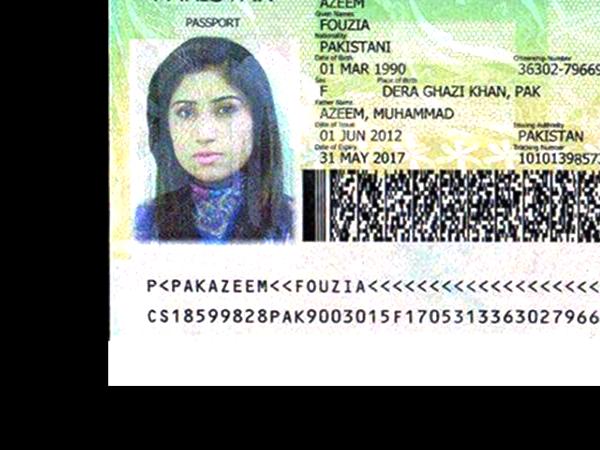 AZEEM
PASSPORT
Given Names
FOUZIA
Nationality
PAKISTANI
Date of Birth Citizenship Number
01 MAR 1990 36302-79669
Sex Place of Birth
F DERA GHAZI KHAN, PAK
Father Name
AZEEM, MUHAMMAD
Date of Issue Issuing Authority
01 JUN 2012 PAKISTAN
Date of Expiry Tracking Number
31 MAY 2017 1010139857
P<PAKAZEEM<<FOUZIA<<<<<<<<<<<<<<<<<<<
CS18599828PAK9003015F1705313363027966